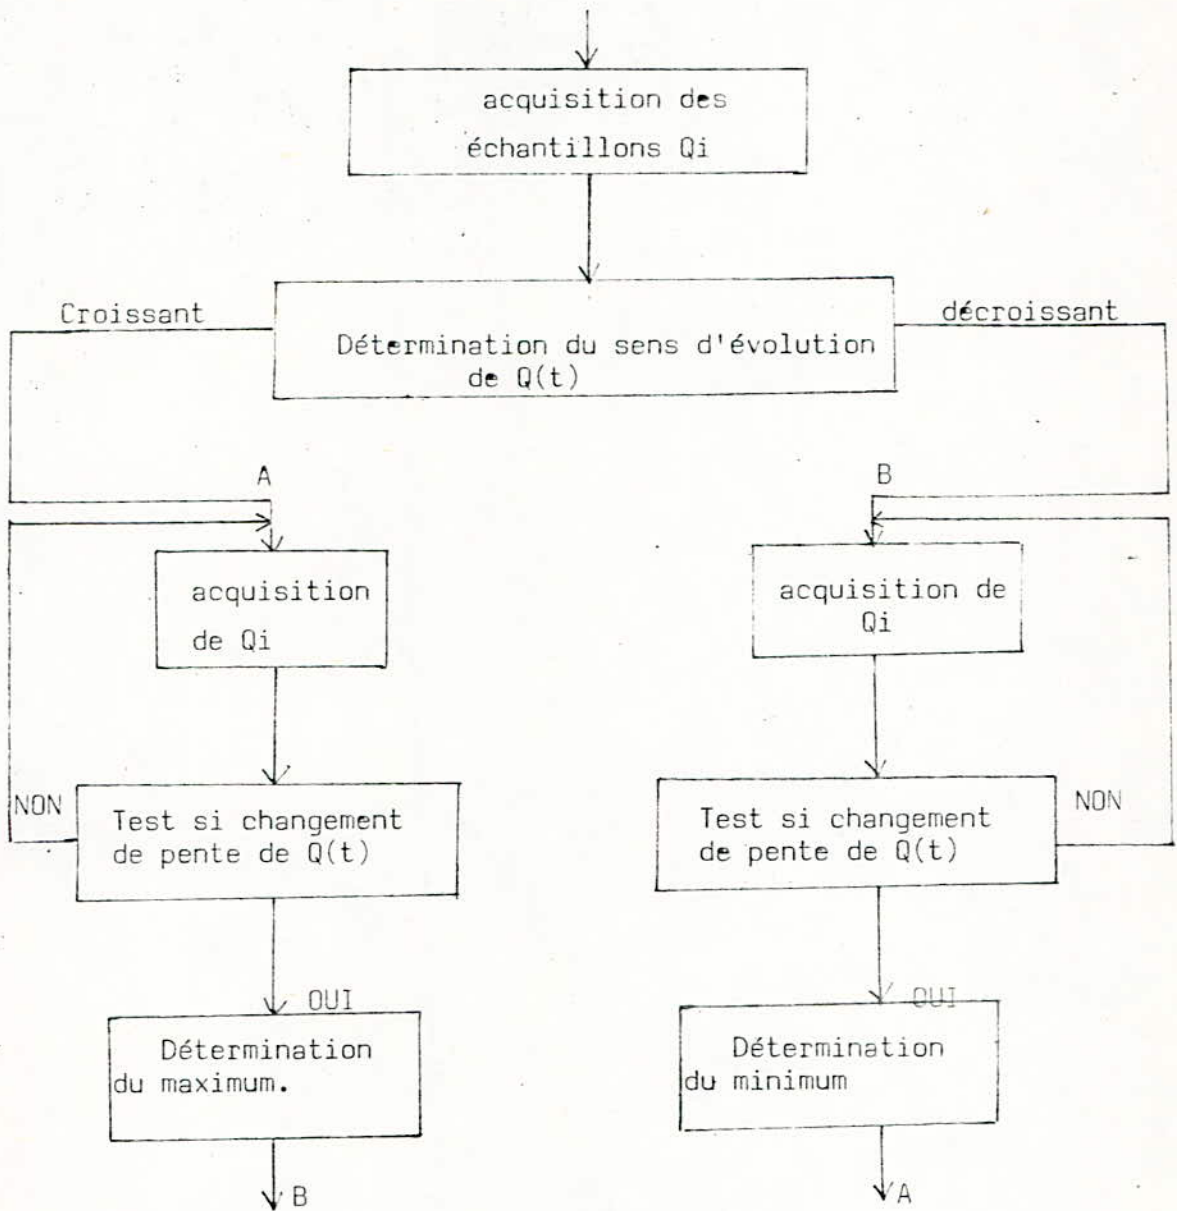 acquisition des
échantillons Qi
Croissant
décroissant
Détermination du sens d'évolution
de Q(t)
A
B
acquisition
de Qi
acquisition de
Qi
NON
Test si changement
de pente de Q(t)
Test si changement
de pente de Q(t)
NON
OUI
OUI
Détermination
du maximum.
Détermination
du minimum
B
A